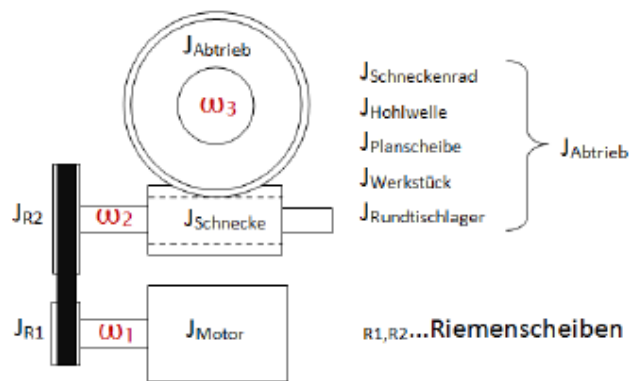 JAbtrieb
ω3
JSchneckenrad
JHohlwelle
JPlanscheibe
JWerkstück
JRundtischlager
JAbtrieb
JR2
ω2
JSchnecke
JR1
ω1
JMotor
R1,R2...Riemenscheiben